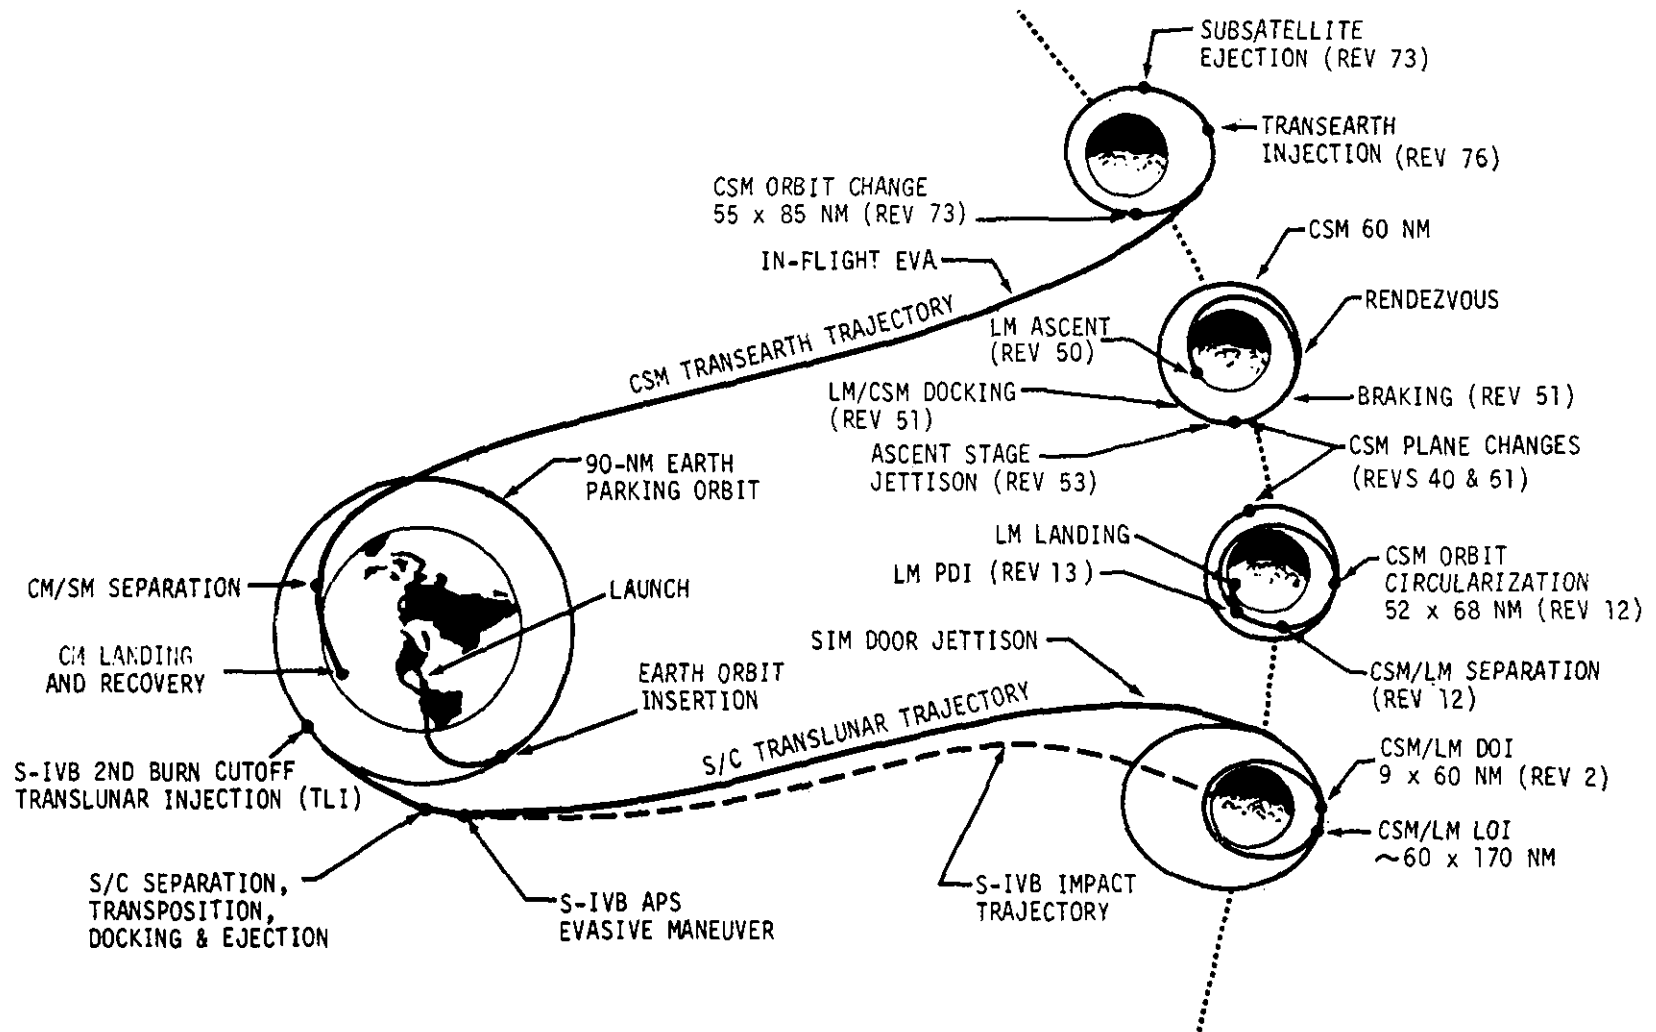 SUBSATELLITE
EJECTION (REV 73)
TRANSEARTH
INJECTION (REV 76)
CSM ORBIT CHANGE
55 x 85 NM (REV 73)
CSM 60 NM
IN-FLIGHT EVA
RENDEZVOUS
CSM TRANSEARTH TRAJECTORY
LM ASCENT
(REV 50)
LM/CSM DOCKING
(REV 51)
BRAKING (REV 51)
ASCENT STAGE
JETTISON (REV 53)
CSM PLANE CHANGES
(REVS 40 & 61)
90-NM EARTH
PARKING ORBIT
LM LANDING
LM PDI (REV 13)
CSM ORBIT
CIRCULARIZATION
52 x 68 NM (REV 12)
CM/SM SEPARATION
LAUNCH
SIM DOOR JETTISON
CM LANDING
AND RECOVERY
EARTH ORBIT
INSERTION
CSM/LM SEPARATION
(REV 12)
S/C TRANSLUNAR TRAJECTORY
S-IVB 2ND BURN CUTOFF
TRANSLUNAR INJECTION (TLI)
CSM/LM DOI
9 x 60 NM (REV 2)
CSM/LM LOI
~60 x 170 NM
S/C SEPARATION,
TRANSPOSITION,
DOCKING & EJECTION
S-IVB APS
EVASIVE MANEUVER
S-IVB IMPACT
TRAJECTORY